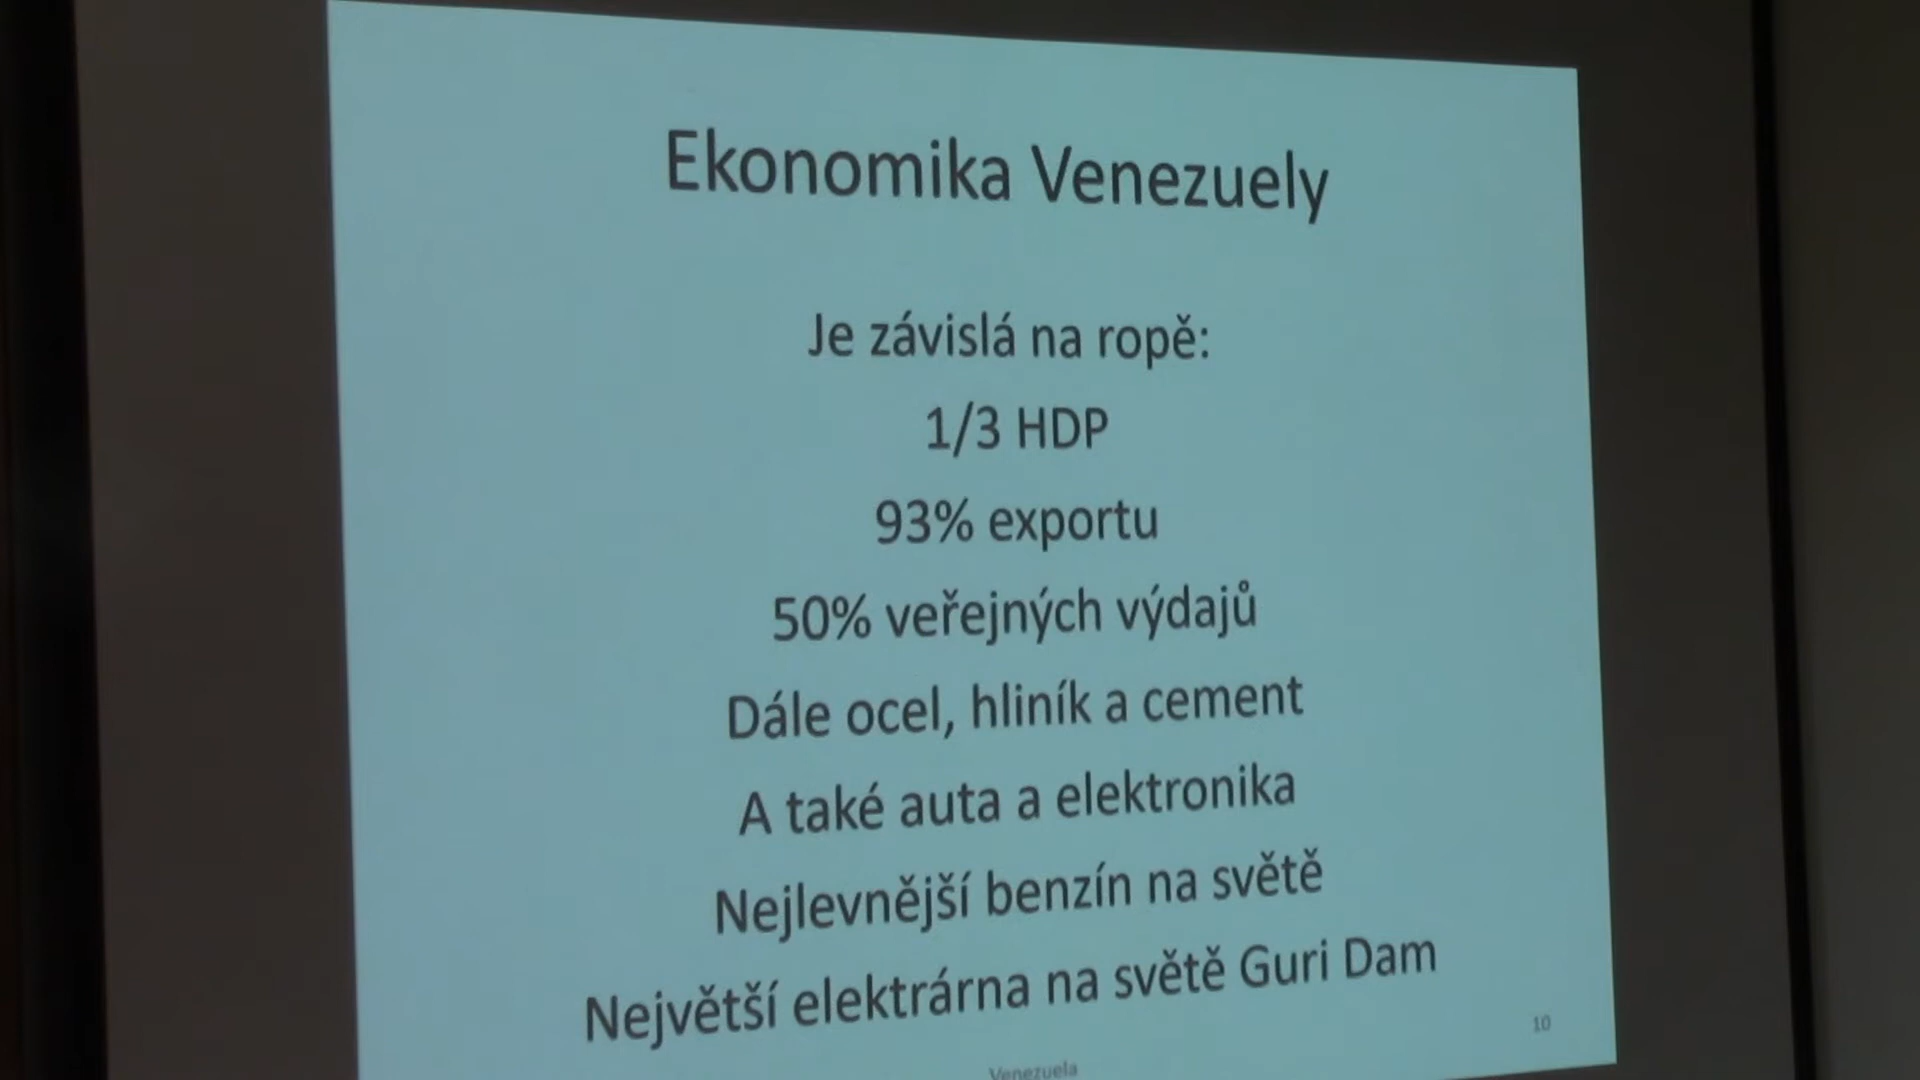 Ekonomika Venezuely
Je závislá na ropě:
1/3 HDP
93% exportu
50% veřejných výdajů
Dále ocel, hliník a cement
A také auta a elektronika
Nejlevnější benzín na světě
Největší elektrárna na světě Guri Dam
10
Venezuela